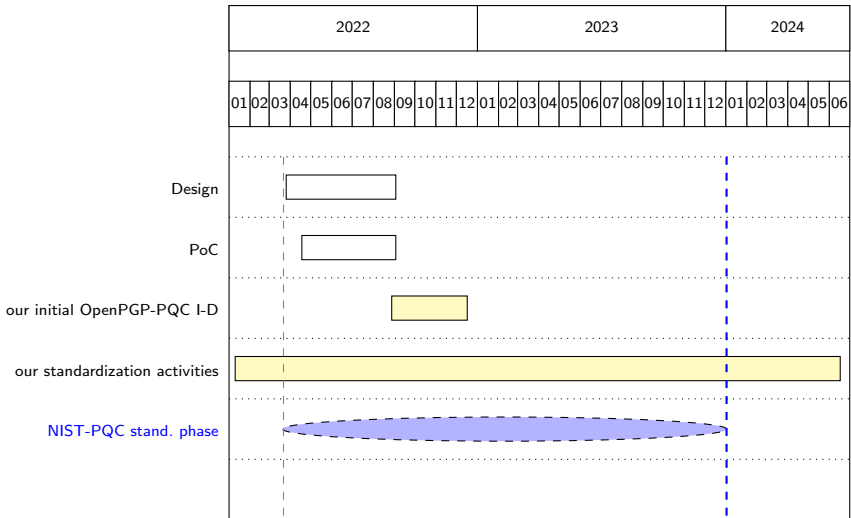 2022 2023 2024
01 02 03 04 05 06 07 08 09 10 11 12 01 02 03 04 05 06 07 08 09 10 11 12 01 02 03 04 05 06
Design
PoC
our initial OpenPGP-PQC I-D
our standardization activities
NIST-PQC stand. phase